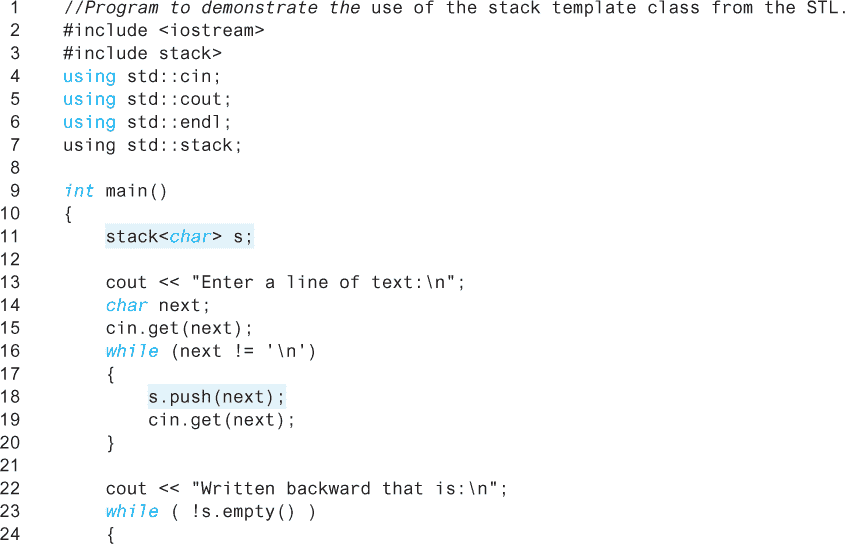 1 //Program to demonstrate the use of the stack template class from the STL.
2 #include <iostream>
3 #include stack>
4 using std::cin;
5 using std::cout;
6 using std::endl;
7 using std::stack;
8
9 int main()
10 {
11 stack<char> s;
12
13 cout << "Enter a line of text:\n";
14 char next;
15 cin.get(next);
16 while (next != '\n')
17 {
18 s.push(next);
19 cin.get(next);
20 }
21
22 cout << "Written backward that is:\n";
23 while ( !s.empty() )
24 {